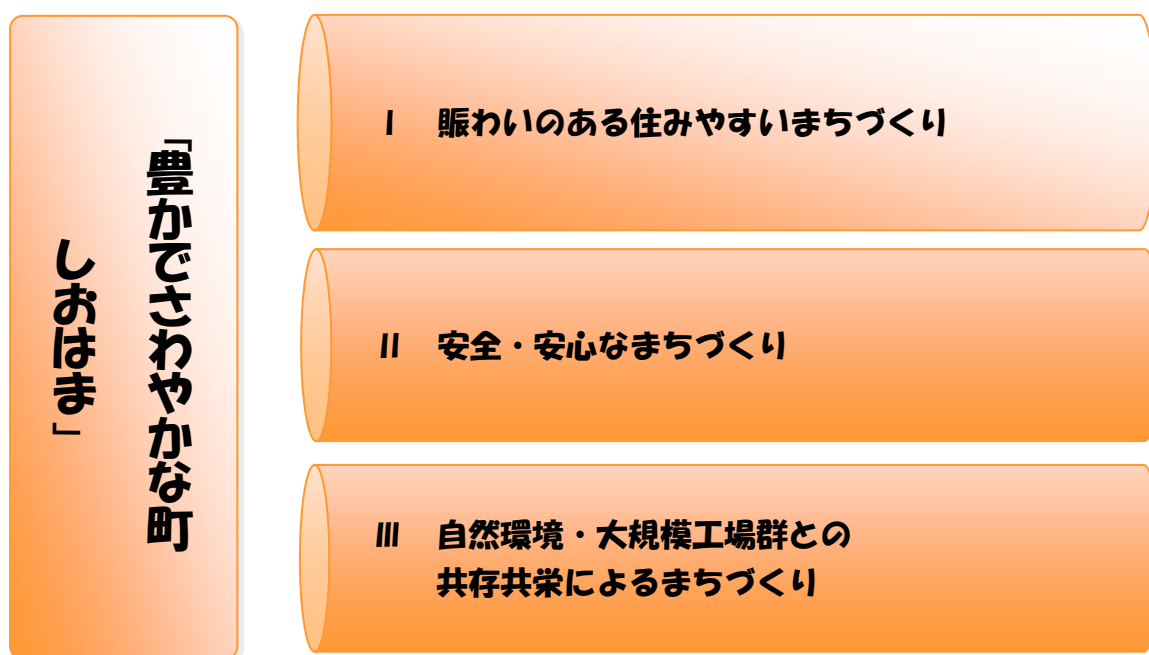 「豊かでさわやかな町
しおはま」
Ⅰ 賑わいのある住みやすいまちづくり
Ⅱ 安全・安心なまちづくり
Ⅲ 自然環境・大規模工場群との
共存共栄によるまちづくり